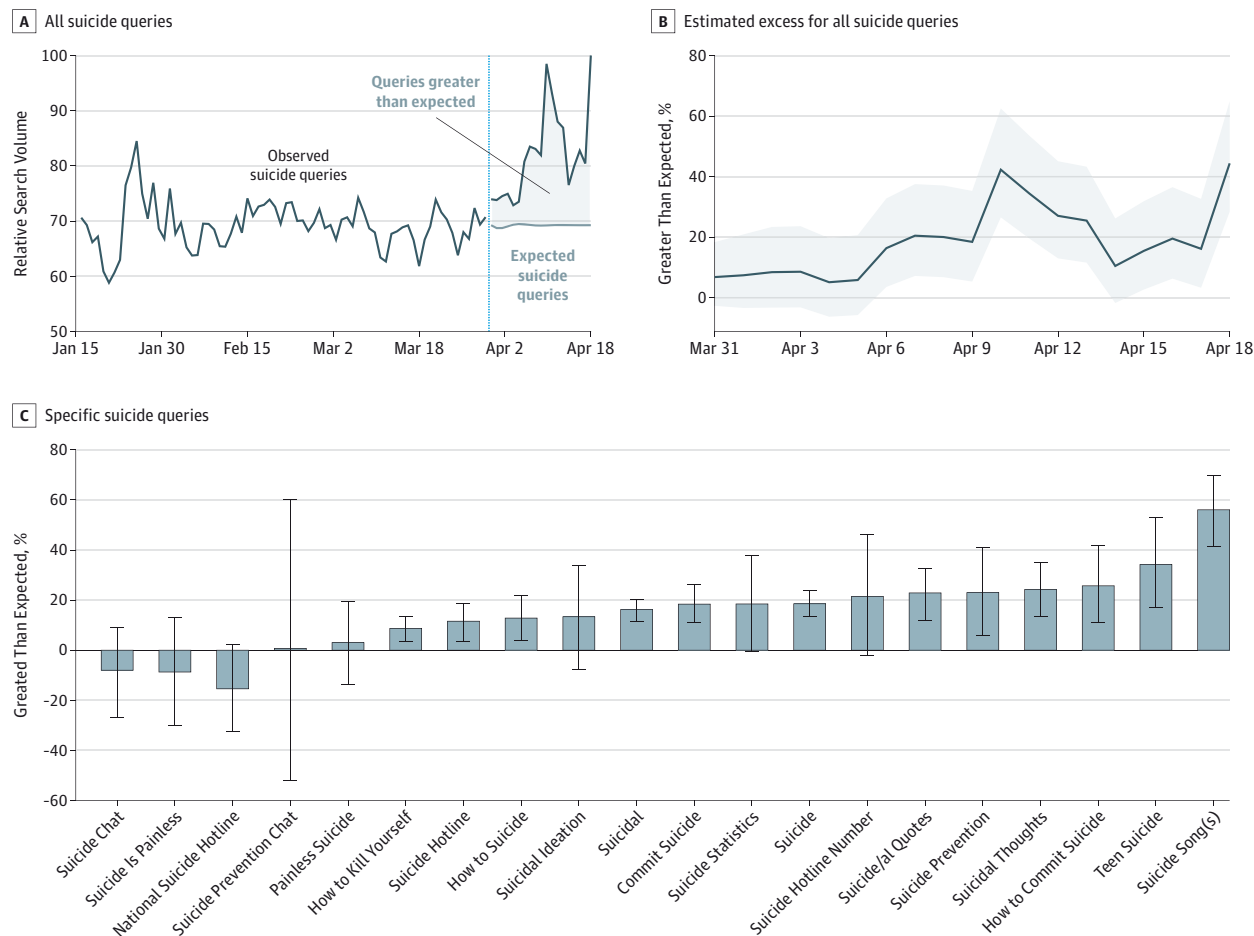 A All suicide queries
Relative Search Volume
100
90
80
70
60
50
Queries greater
than expected
Observed
suicide queries
Expected
suicide
queries
Jan 15 Jan 30 Feb 15 Mar 2 Mar 18 Apr 2 Apr 18
B Estimated excess for all suicide queries
Greater Than Expected, %
80
60
40
20
0
Mar 31 Apr 3 Apr 6 Apr 9 Apr 12 Apr 15 Apr 18
C Specific suicide queries
Greated Than Expected, %
80
60
40
20
0
-20
-40
-60
Suicide Chat
Suicide Is Painless
National Suicide Hotline
Suicide Prevention Chat
Painless Suicide
How to Kill Yourself
Suicide Hotline
How to Suicide
Suicidal Ideation
Suicidal
Commit Suicide
Suicide Statistics
Suicide
Suicide Hotline Number
Suicide/al Quotes
Suicide Prevention
Suicidal Thoughts
How to Commit Suicide
Teen Suicide
Suicide Song(s)